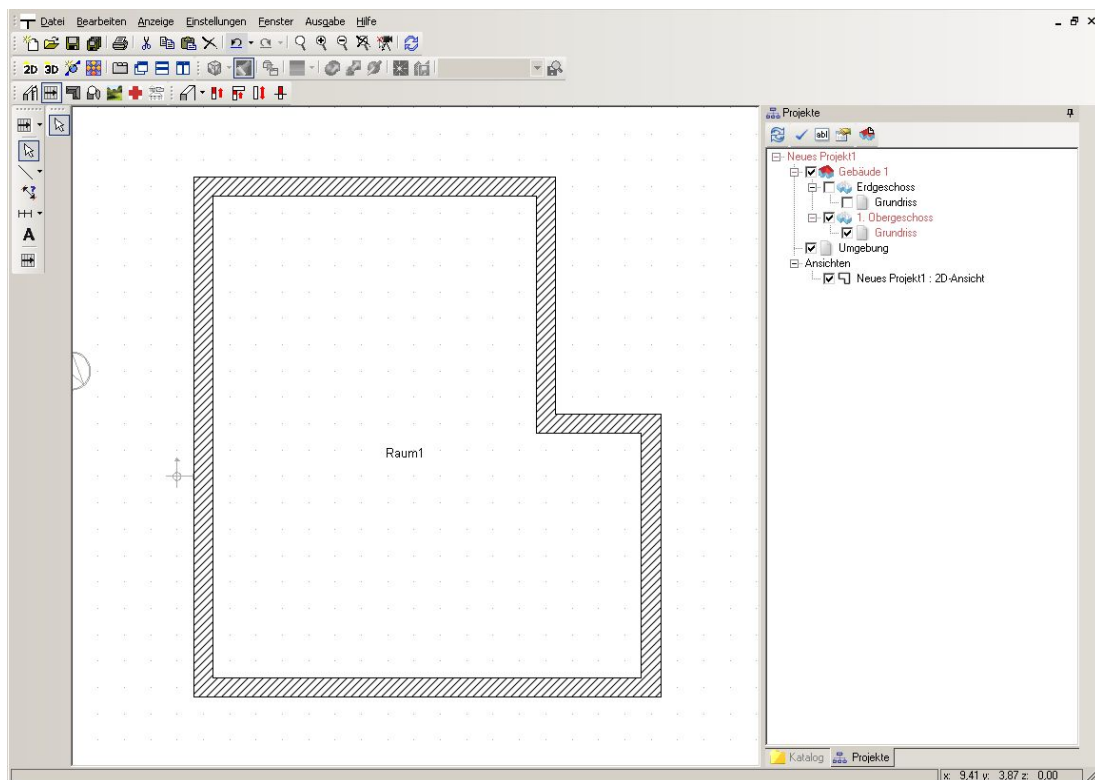 Datei Bearbeiten Anzeige Einstellungen Fenster Ausgabe Hilfe
2D 3D
Projekte
abl
Neues Projekt1
Gebäude 1
Erdgeschoss
Grundriss
1. Obergeschoss
Grundriss
Umgebung
Ansichten
Neues Projekt1 : 2D-Ansicht
A
Raum1
Katalog Projekte
x: 9,41 y: 3,87 z: 0,00